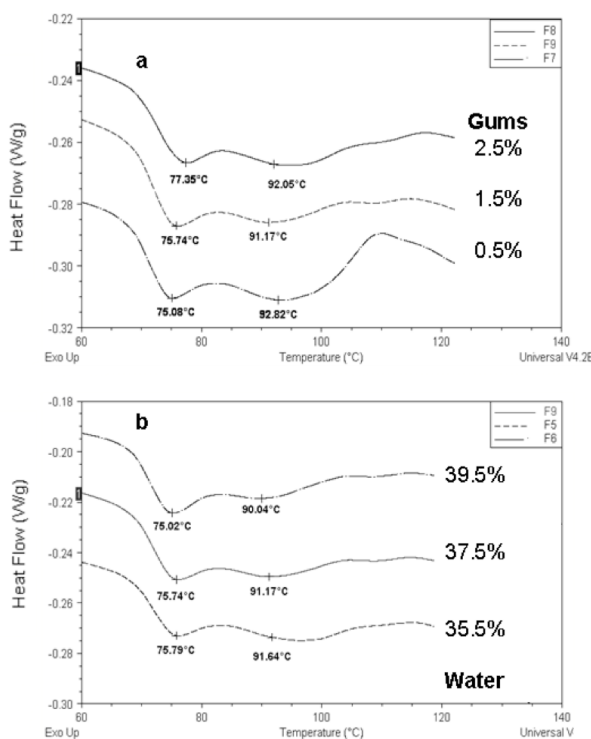 -0.22
F8
F9
F7
a
-0.24
Gums
2.5%
-0.26
77.35°C
92.05°C
1.5%
-0.28
75.74°C
91.17°C
0.5%
-0.30
75.08°C
92.82°C
-0.32
60 80 100 120 140
Exo Up Temperature (°C) Universal V4.2E
Heat Flow (W/g)
-0.18
F9
F5
F6
b
-0.20
39.5%
-0.22
75.02°C
90.04°C
37.5%
-0.24
75.74°C
91.17°C
-0.26
35.5%
75.79°C
91.64°C
-0.28
Water
-0.30
60 80 100 120 140
Exo Up Temperature (°C) Universal V
Heat Flow (W/g)